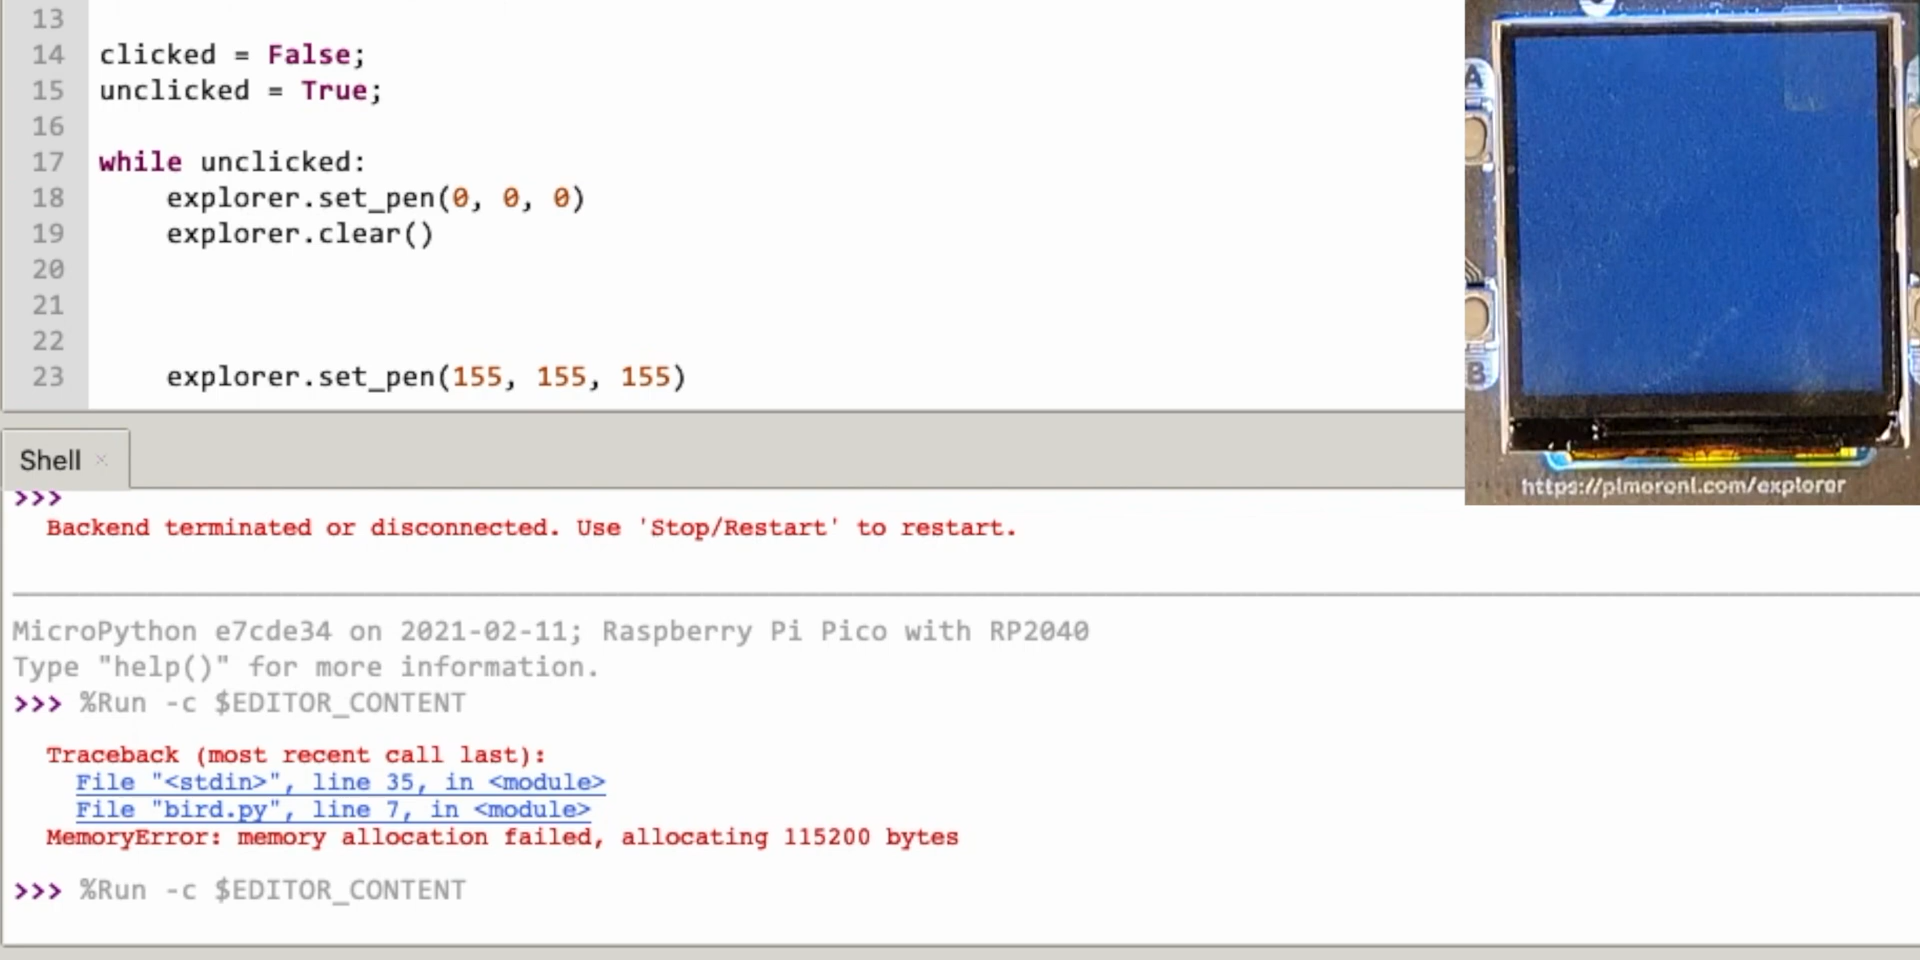 13
14 clicked = False;
15 unclicked = True;
16
17 while unclicked:
18 explorer.set_pen(0, 0, 0)
19 explorer.clear()
20
21
22
23 explorer.set_pen(155, 155, 155)
A
B
https://pimoroni.com/explorer
Shell ×
>>>
Backend terminated or disconnected. Use 'Stop/Restart' to restart.
MicroPython e7cde34 on 2021-02-11; Raspberry Pi Pico with RP2040
Type "help()" for more information.
>>> %Run -c $EDITOR_CONTENT
Traceback (most recent call last):
File "<stdin>", line 35, in <module>
File "bird.py", line 7, in <module>
MemoryError: memory allocation failed, allocating 115200 bytes
>>> %Run -c $EDITOR_CONTENT